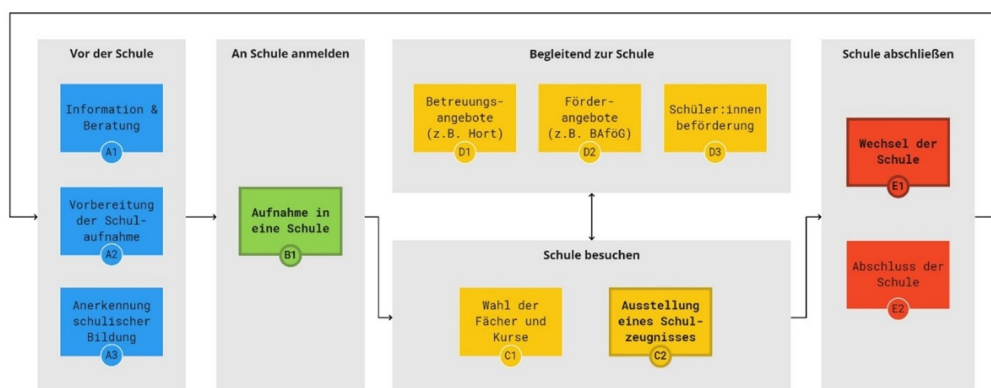 Vor der Schule
Information &
Beratung
A1
Vorbereitung
der Schul-
aufnahme
A2
Anerkennung
schulischer
Bildung
A3
An Schule anmelden
Aufnahme in
eine Schule
B1
Begleitend zur Schule
Betreuungs-
angebote
(z.B. Hort)
D1
Förder-
angebote
(z.B. BAföG)
D2
Schüler:innen
beförderung
D3
Schule besuchen
Wahl der
Fächer und
Kurse
C1
Ausstellung
eines Schul-
zeugnisses
C2
Schule abschließen
Wechsel der
Schule
E1
Abschluss der
Schule
E2